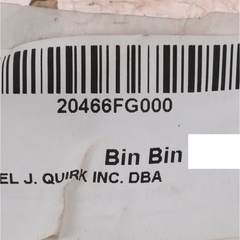 20466FG000
Bin Bin
EL J. QUIRK INC. DBA